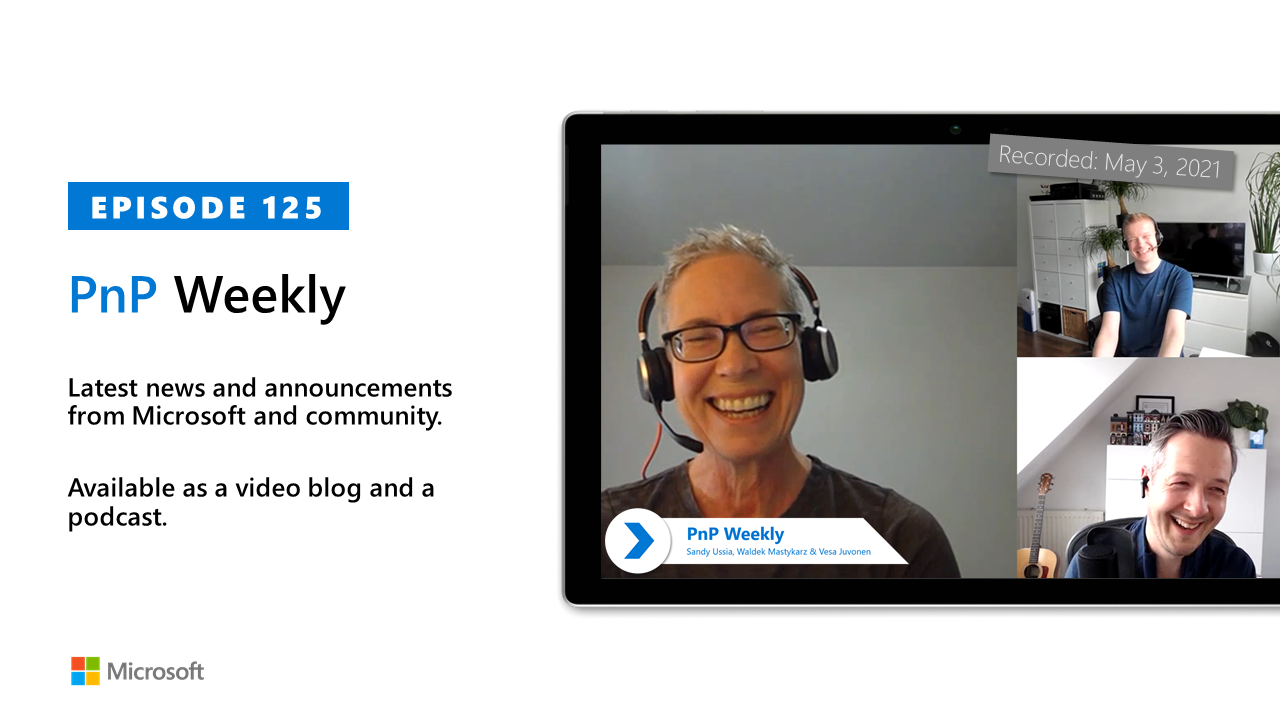 EPISODE 125
PnP Weekly
Latest news and announcements
from Microsoft and community.
Available as a video blog and a
podcast.
Microsoft
Recorded: May 3, 2021
PnP Weekly
Sandy Ussia, Waldek Mastykarz & Vesa Juvonen